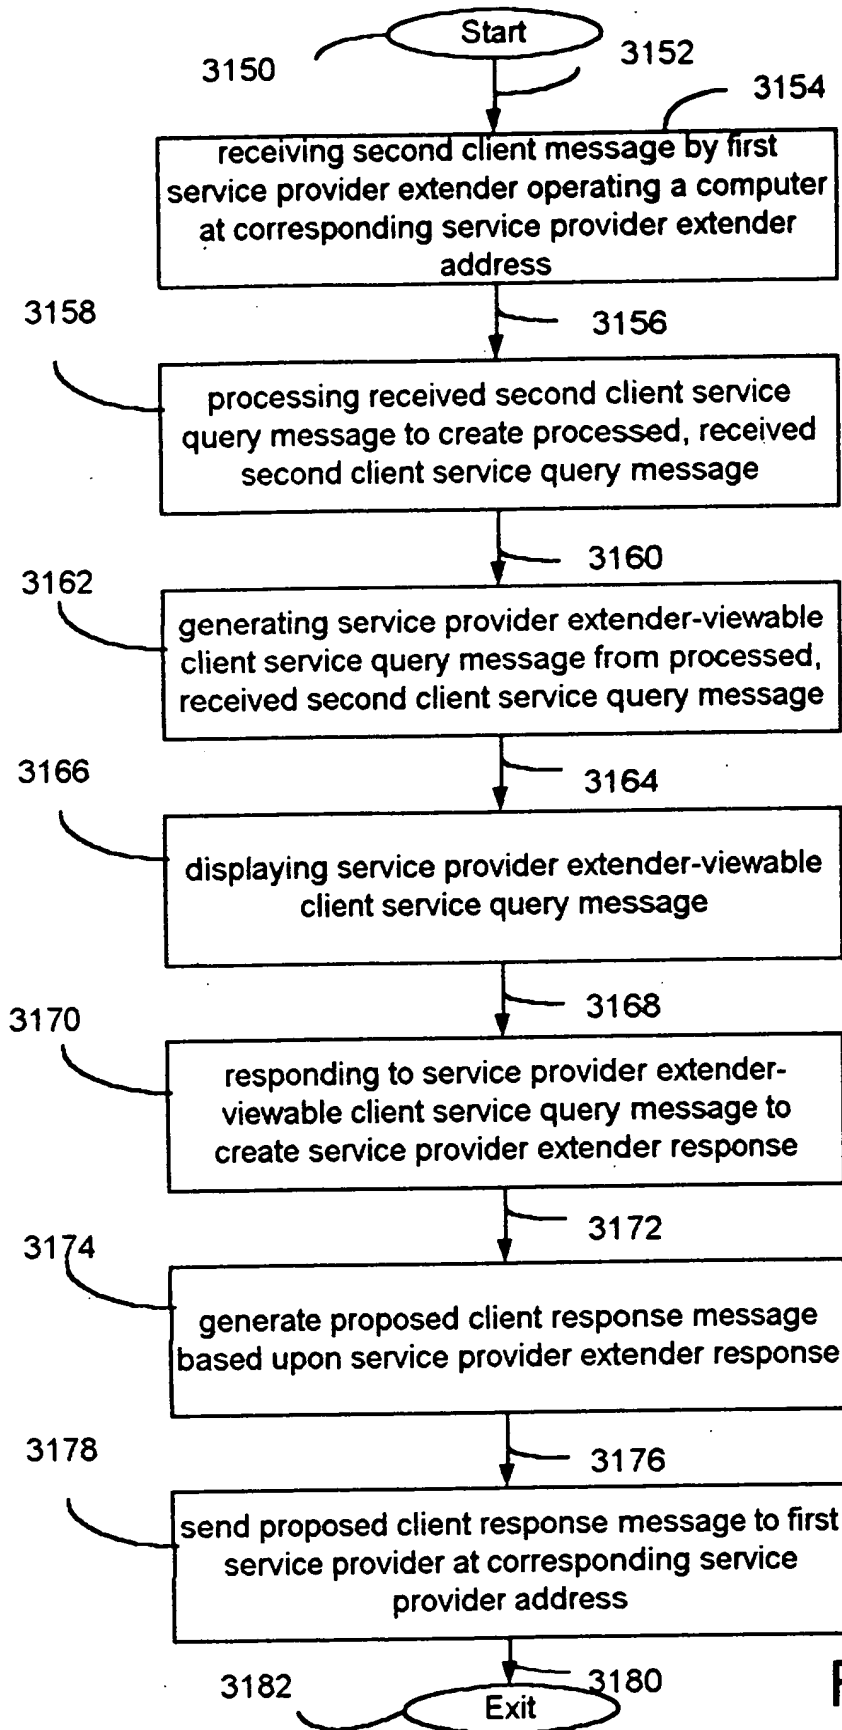 Start
3150
3152
3154
receiving second client message by first
service provider extender operating a computer
at corresponding service provider extender
address
3156
3158
processing received second client service
query message to create processed, received
second client service query message
3160
3162
generating service provider extender-viewable
client service query message from processed,
received second client service query message
3164
3166
displaying service provider extender-viewable
client service query message
3168
3170
responding to service provider extender-
viewable client service query message to
create service provider extender response
3172
3174
generate proposed client response message
based upon service provider extender response
3176
3178
send proposed client response message to first
service provider at corresponding service
provider address
3180
3182
Exit